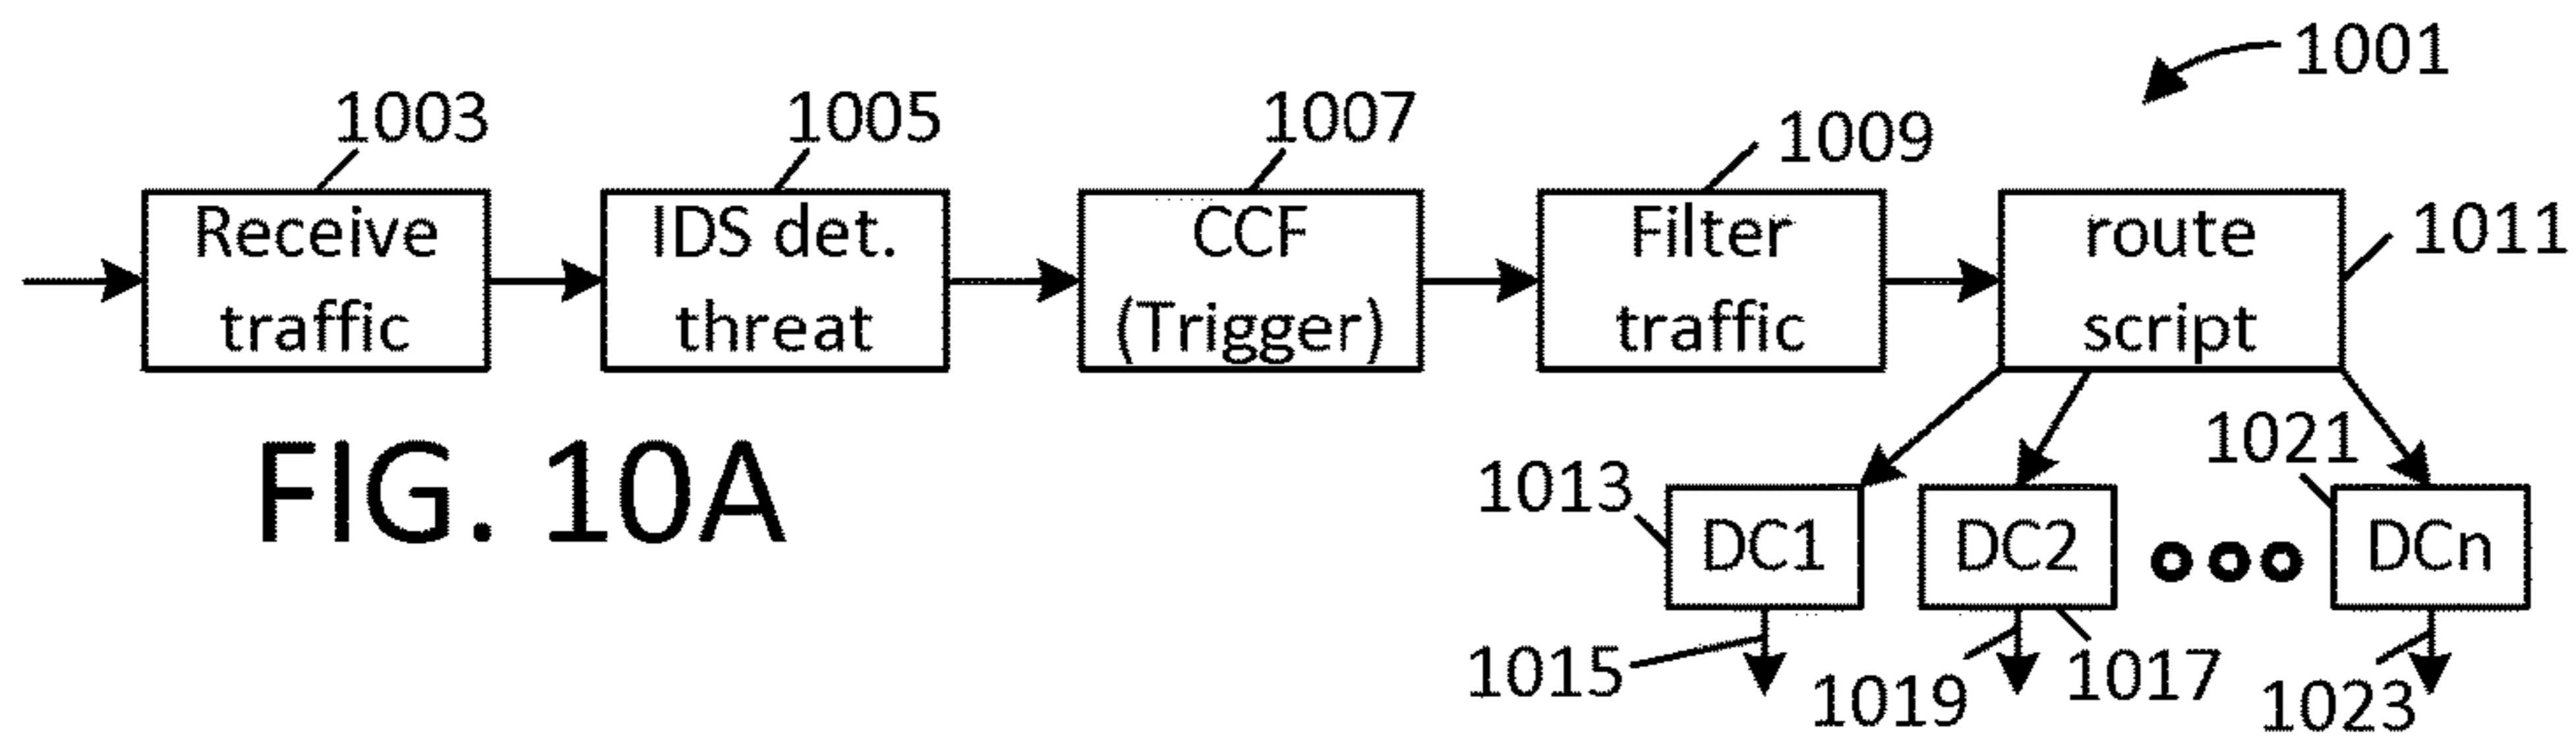 1001
1003
1005
1007
1009
Receive
traffic
IDS det.
threat
CCF
(Trigger)
Filter
traffic
route
script
1011
FIG. 10A
1013
DC1
DC2
1021
DCn
1015
1019
1017
1023